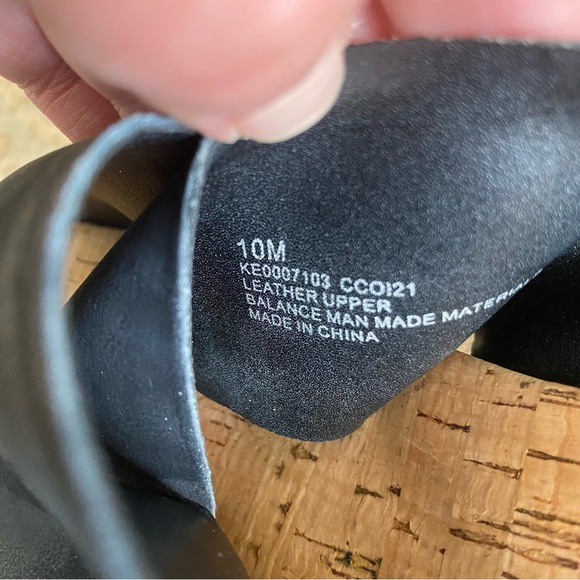 10M
KE0007103 CCOI21
LEATHER UPPER
BALANCE MAN MADE
MADE IN CHINA